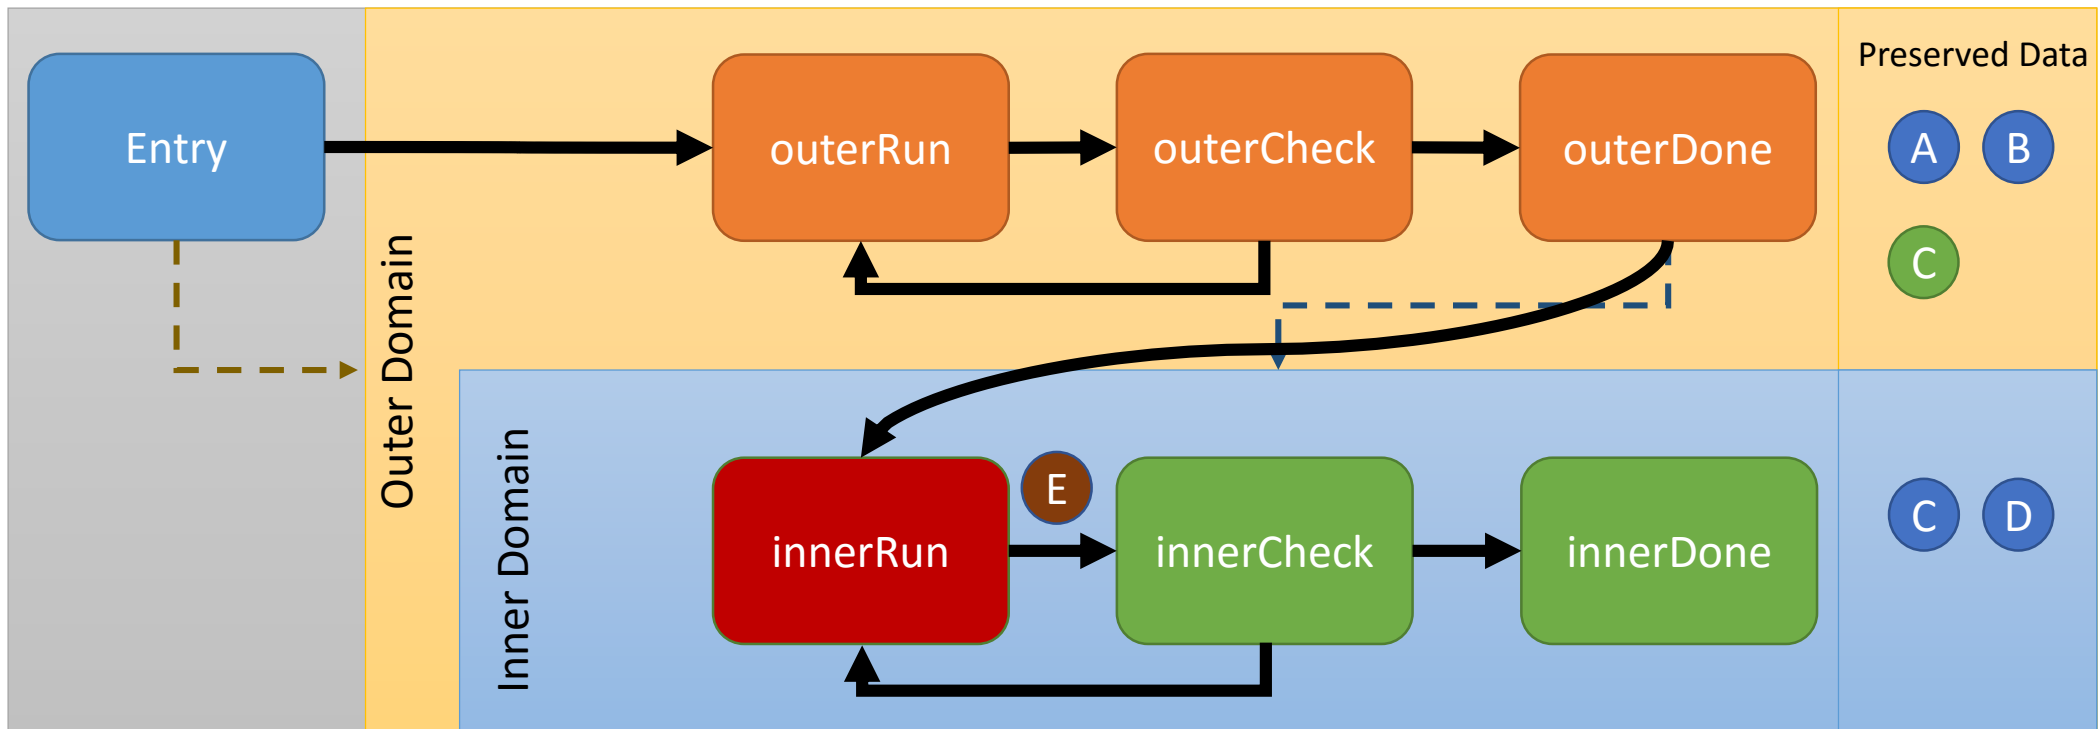 Entry
outerRun
outerCheck
outerDone
Preserved Data
A
B
C
Outer Domain
Inner Domain
innerRun
E
innerCheck
innerDone
C
D